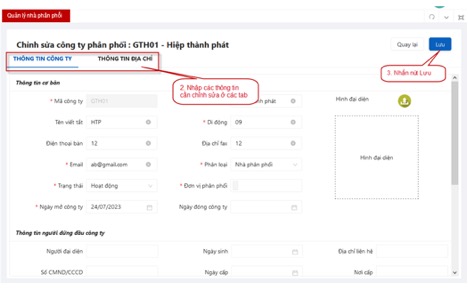 Quản lý nhà phân phối
Chỉnh sửa công ty phân phối : GTH01 - Hiệp thành phát
Quay lại
Lưu
THÔNG TIN CÔNG TY
THÔNG TIN ĐỊA CHỈ
3. Nhấn nút Lưu
Thông tin cơ bản
2. Nhập các thông tin
cần chỉnh sửa ở các tab
* Mã công ty
GTH01
nh phát
Hình đại diện
Tên viết tắt
HTP
* Di động
09
Điện thoại bàn
12
Địa chỉ fax
12
* Email
ab@gmail.com
* Phân loại
Nhà phân phối
Hình đại diện
* Trạng thái
Hoạt động
* Đơn vị phân phối
* Ngày mở công ty
24/07/2023
Ngày đóng công ty
Thông tin người đứng đầu công ty
Người đại diện
Ngày sinh
Địa chỉ liên hệ
Số CMND/CCCD
Ngày cấp
Nơi cấp